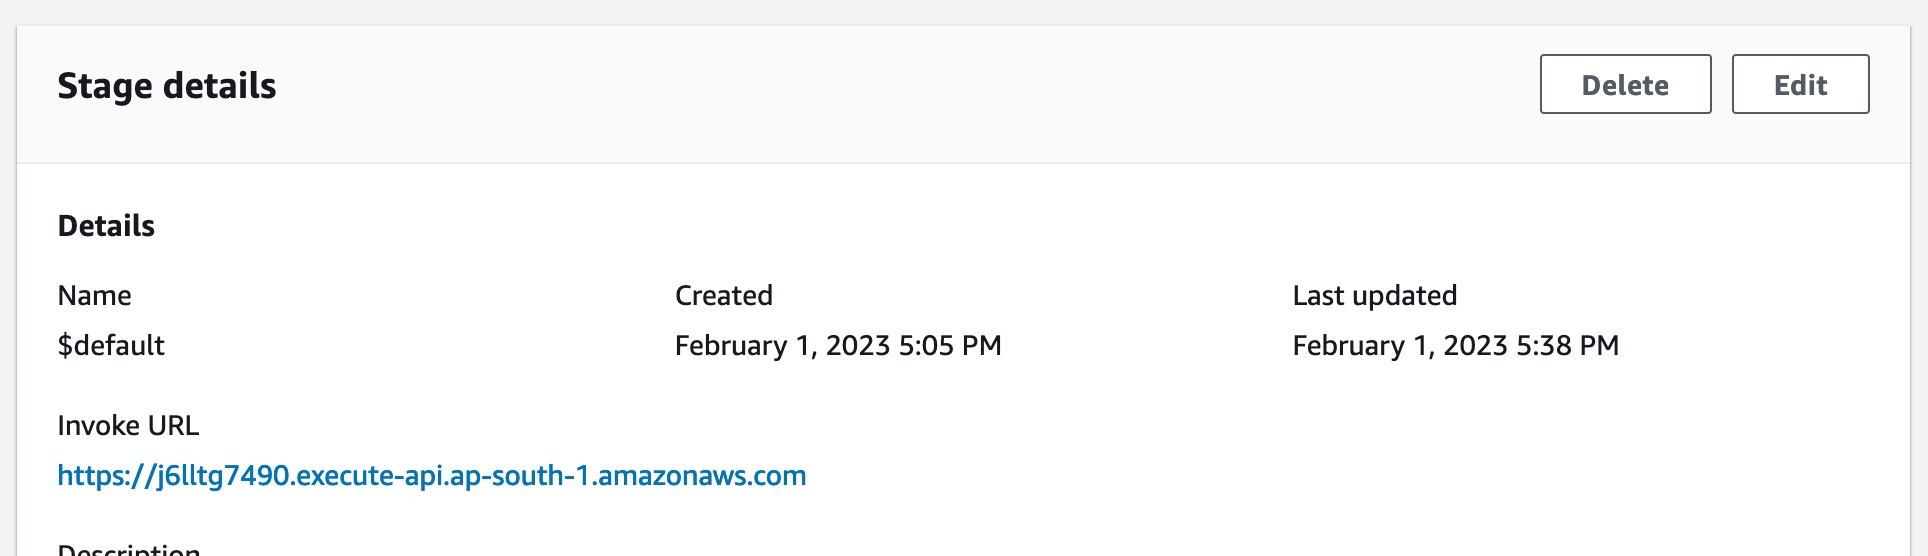 Stage details
Delete
Edit
Details
Name
Created
Last updated
$default
February 1, 2023 5:05 PM
February 1, 2023 5:38 PM
Invoke URL
https://j6lltg7490.execute-api.ap-south-1.amazonaws.com
Description